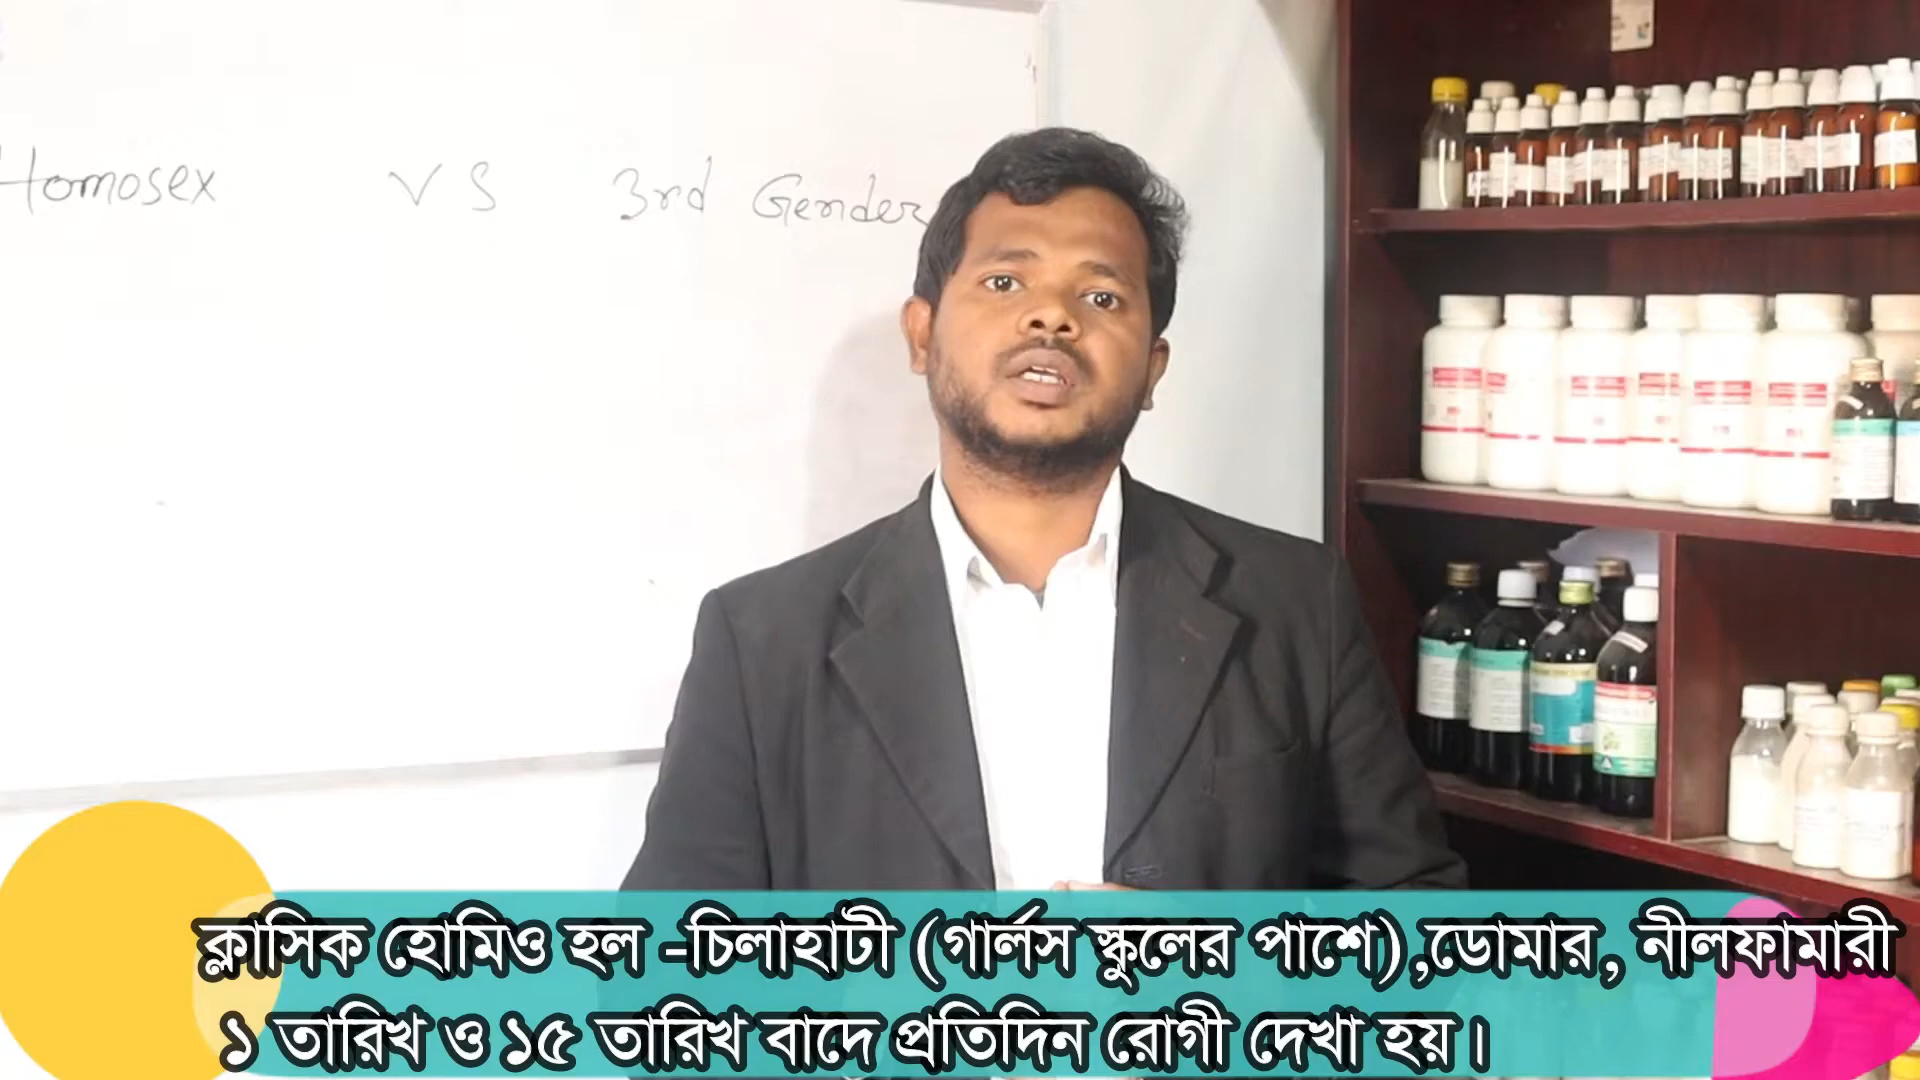 Homosex VS 3rd Gender
ক্লাসিক হোমিও হল -চিলাহাটী (গার্লস স্কুলের পাশে),ডোমার, নীলফামারী
১ তারিখ ও ১৫ তারিখ বাদে প্রতিদিন রোগী দেখা হয়।